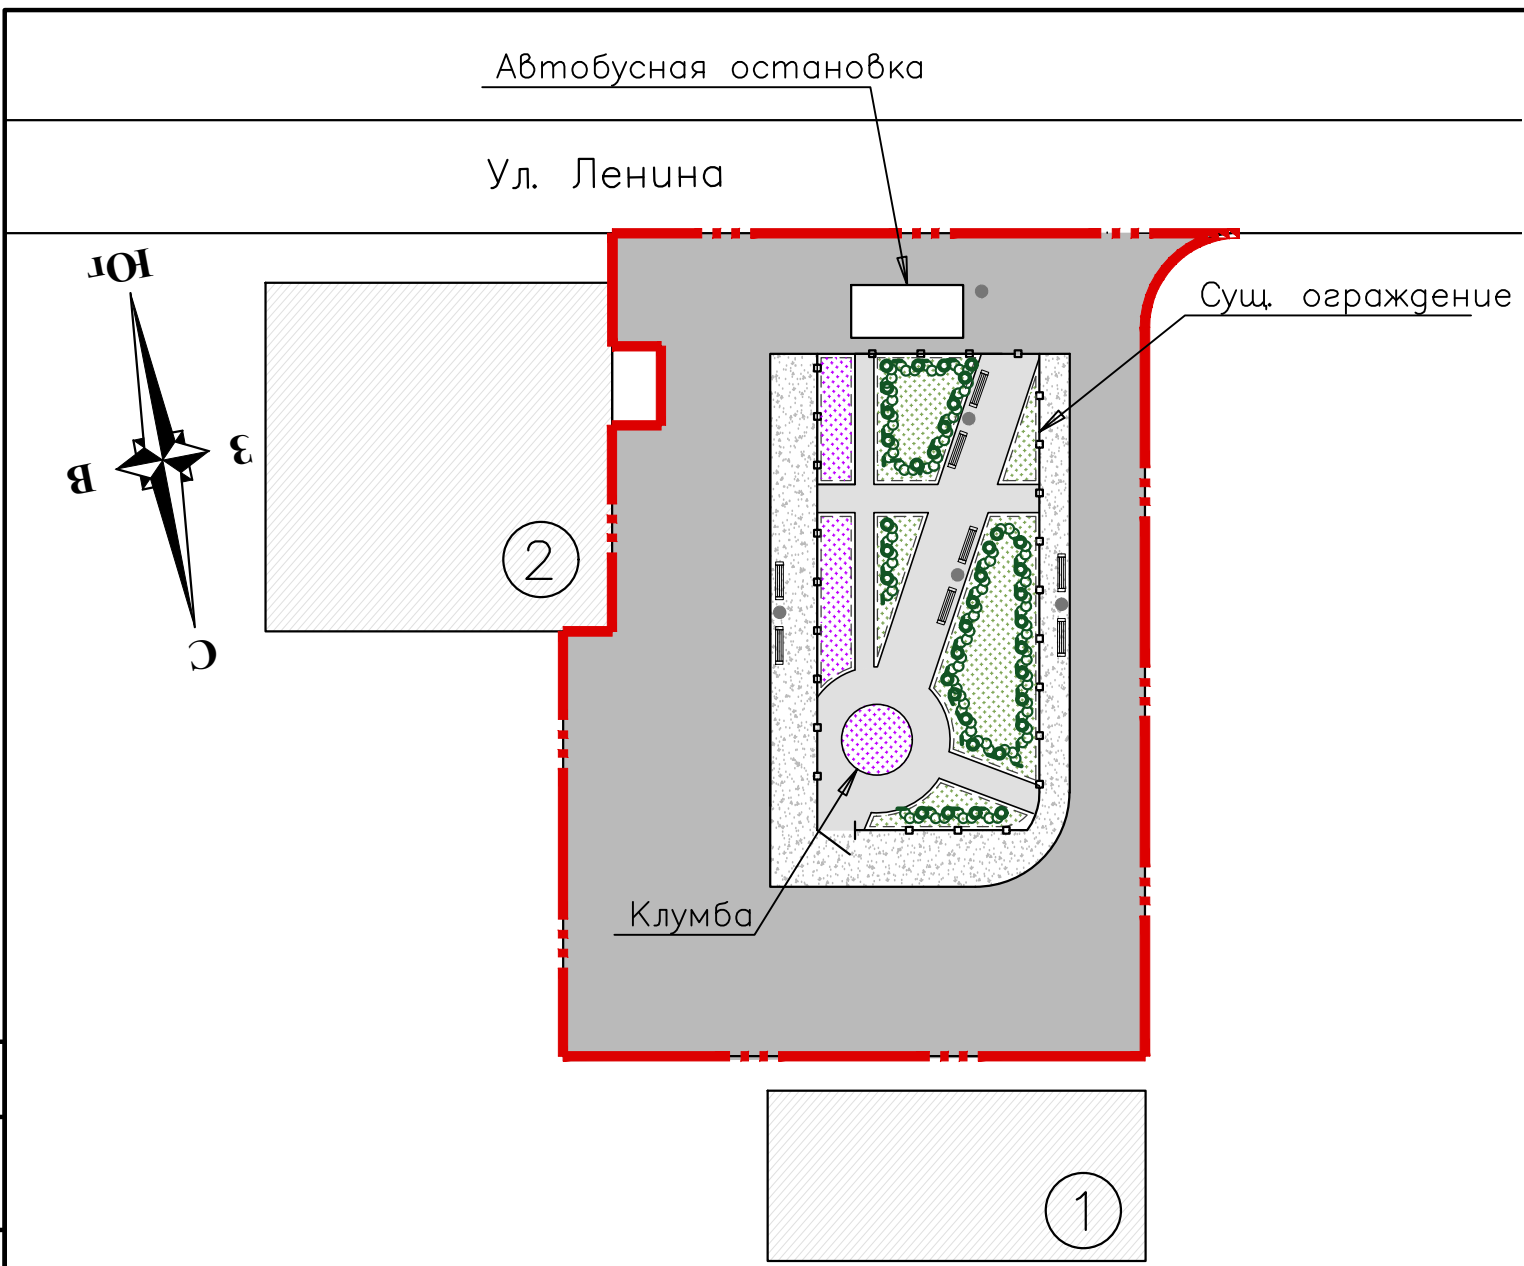 Автобусная остановка
Ул. Ленина
Юг
Сущ. ограждение
З
В
2
С
Клумба
1